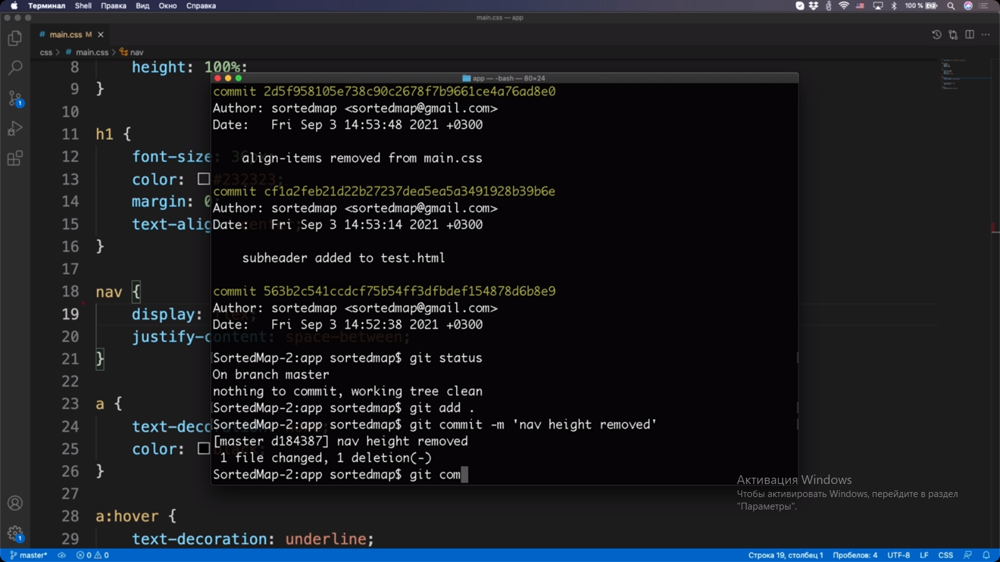 Терминал Shell Правка Вид Окно Справка 100 %
main.css — app
# main.css M
css > # main.css > nav
8 height: 100%:
9 }
10
11 h1 {
12 font-size:
13 color: #232323;
14 margin: 0
15 text-alig
16 }
17
18 nav {
19 display: flex;
20 justify-content: space-between;
21 }
22
23 a {
24 text-decoration: none;
25 color: black;
26 }
27
28 a:hover {
29 text-decoration: underline;
app — -bash — 80×24
commit 2d5f958105e738c90c2678f7b9661ce4a76ad8e0
Author: sortedmap <sortedmap@gmail.com>
Date: Fri Sep 3 14:53:48 2021 +0300
align-items removed from main.css
commit cf1a2feb21d22b27237dea5ea5a3491928b39b6e
Author: sortedmap <sortedmap@gmail.com>
Date: Fri Sep 3 14:53:14 2021 +0300
subheader added to test.html
commit 563b2c541ccdcf75b54ff3dfbdef154878d6b8e9
Author: sortedmap <sortedmap@gmail.com>
Date: Fri Sep 3 14:52:38 2021 +0300
SortedMap-2:app sortedmap$ git status
On branch master
nothing to commit, working tree clean
SortedMap-2:app sortedmap$ git add .
SortedMap-2:app sortedmap$ git commit -m 'nav height removed'
[master d184387] nav height removed
1 file changed, 1 deletion(-)
SortedMap-2:app sortedmap$ git com
Активация Windows
Чтобы активировать Windows, перейдите в раздел
"Параметры".
1
1
master* 0 0 Строка 19, столбец 1 Пробелов: 4 UTF-8 LF CSS